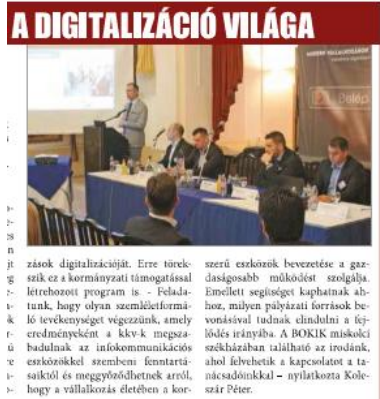 A DIGITALIZÁCIÓ VILÁGA
Belép
zások digitalizációját. Erre törek-
szik ez a kormányzati támogatással
létrehozott program is. - Felada-
tunk, hogy olyan szemléletformá-
ló tevékenységet végezzünk, amely
eredményeként a kkv-k megsza-
badulnak az infokommunikációs
eszközökkel szembeni fenntartá-
saiktól és meggyőződhetnek arról,
hogy a vállalkozás életében a kor-
szerű eszközök bevezetése a gaz-
daságosabb működést szolgálja.
Emellett segítséget kaphatnak ah-
hoz, milyen pályázati források be-
vonásával tudnak elindulni a fej-
lődés irányába. A BOKIK miskolci
székházában található az irodánk,
ahol felvehetik a kapcsolatot a ta-
nácsadóinkkal – nyilatkozta Kole-
szár Péter.